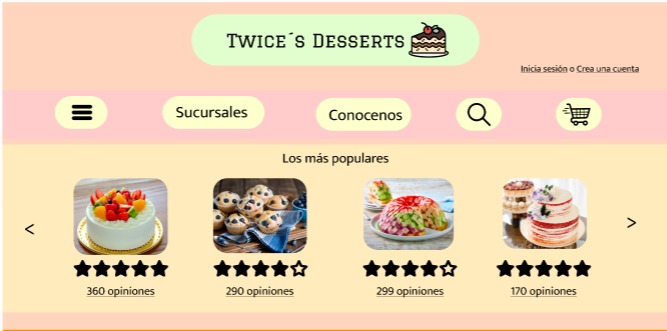 TWICE´S DESSERTS
Inicia sesión o Crea una cuenta
Sucursales
Conocenos
Los más populares
<
>
360 opiniones
290 opiniones
299 opiniones
170 opiniones